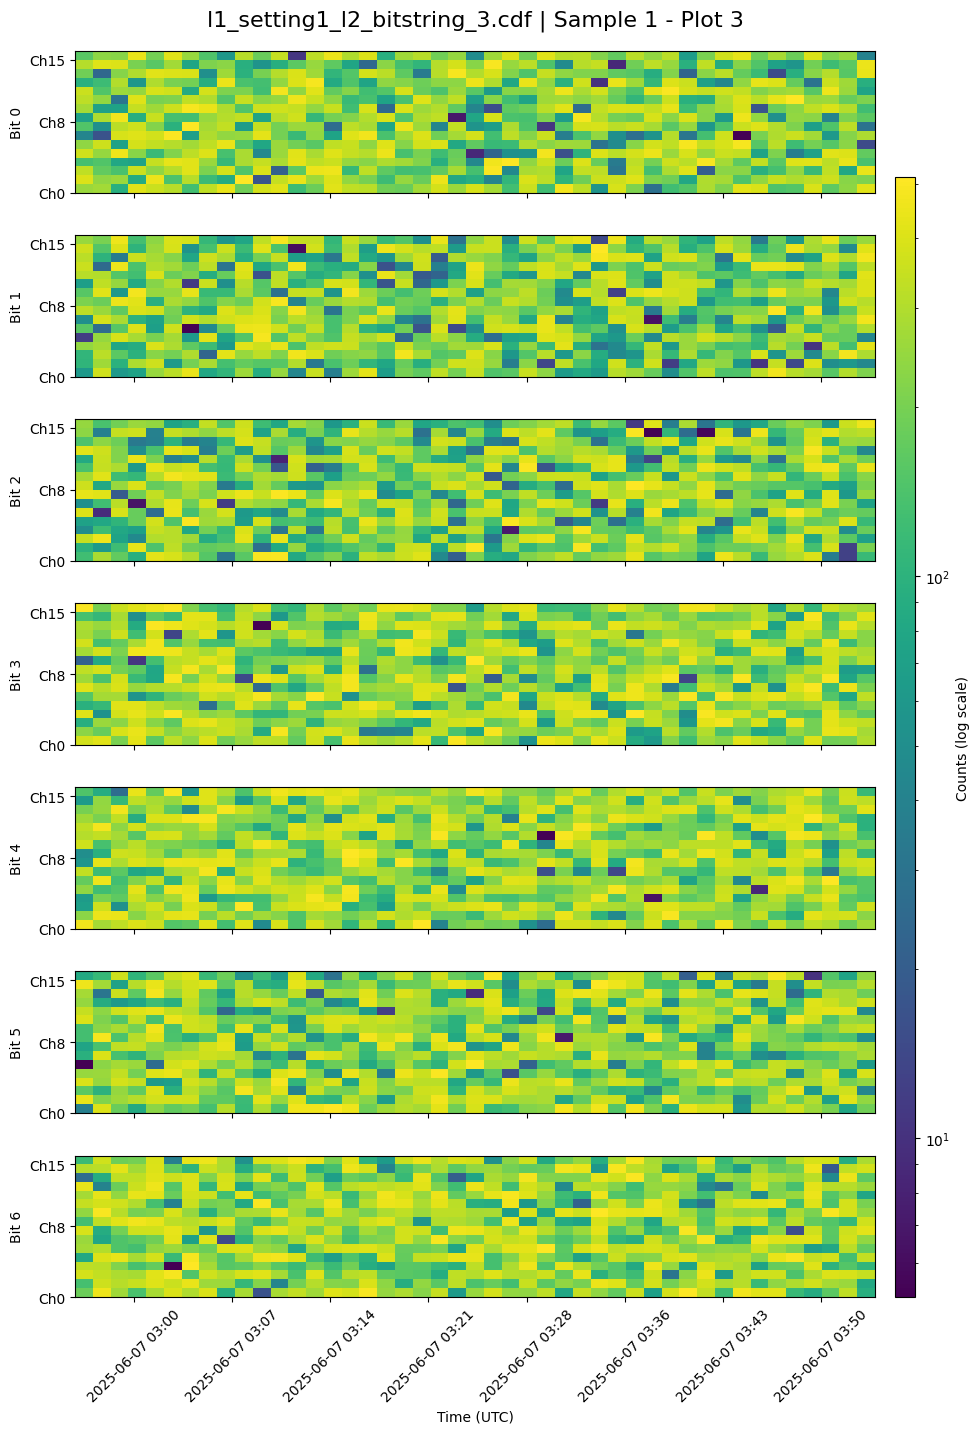 l1_setting1_l2_bitstring_3.cdf | Sample 1 - Plot 3
Bit 0
Ch15
Ch8
Ch0
Bit 1
Ch15
Ch8
Ch0
Bit 2
Ch15
Ch8
Ch0
Bit 3
Ch15
Ch8
Ch0
Bit 4
Ch15
Ch8
Ch0
Bit 5
Ch15
Ch8
Ch0
Bit 6
Ch15
Ch8
Ch0
2025-06-07 03:00
2025-06-07 03:07
2025-06-07 03:14
2025-06-07 03:21
2025-06-07 03:28
2025-06-07 03:36
2025-06-07 03:43
2025-06-07 03:50
Time (UTC)
10²
10¹
Counts (log scale)